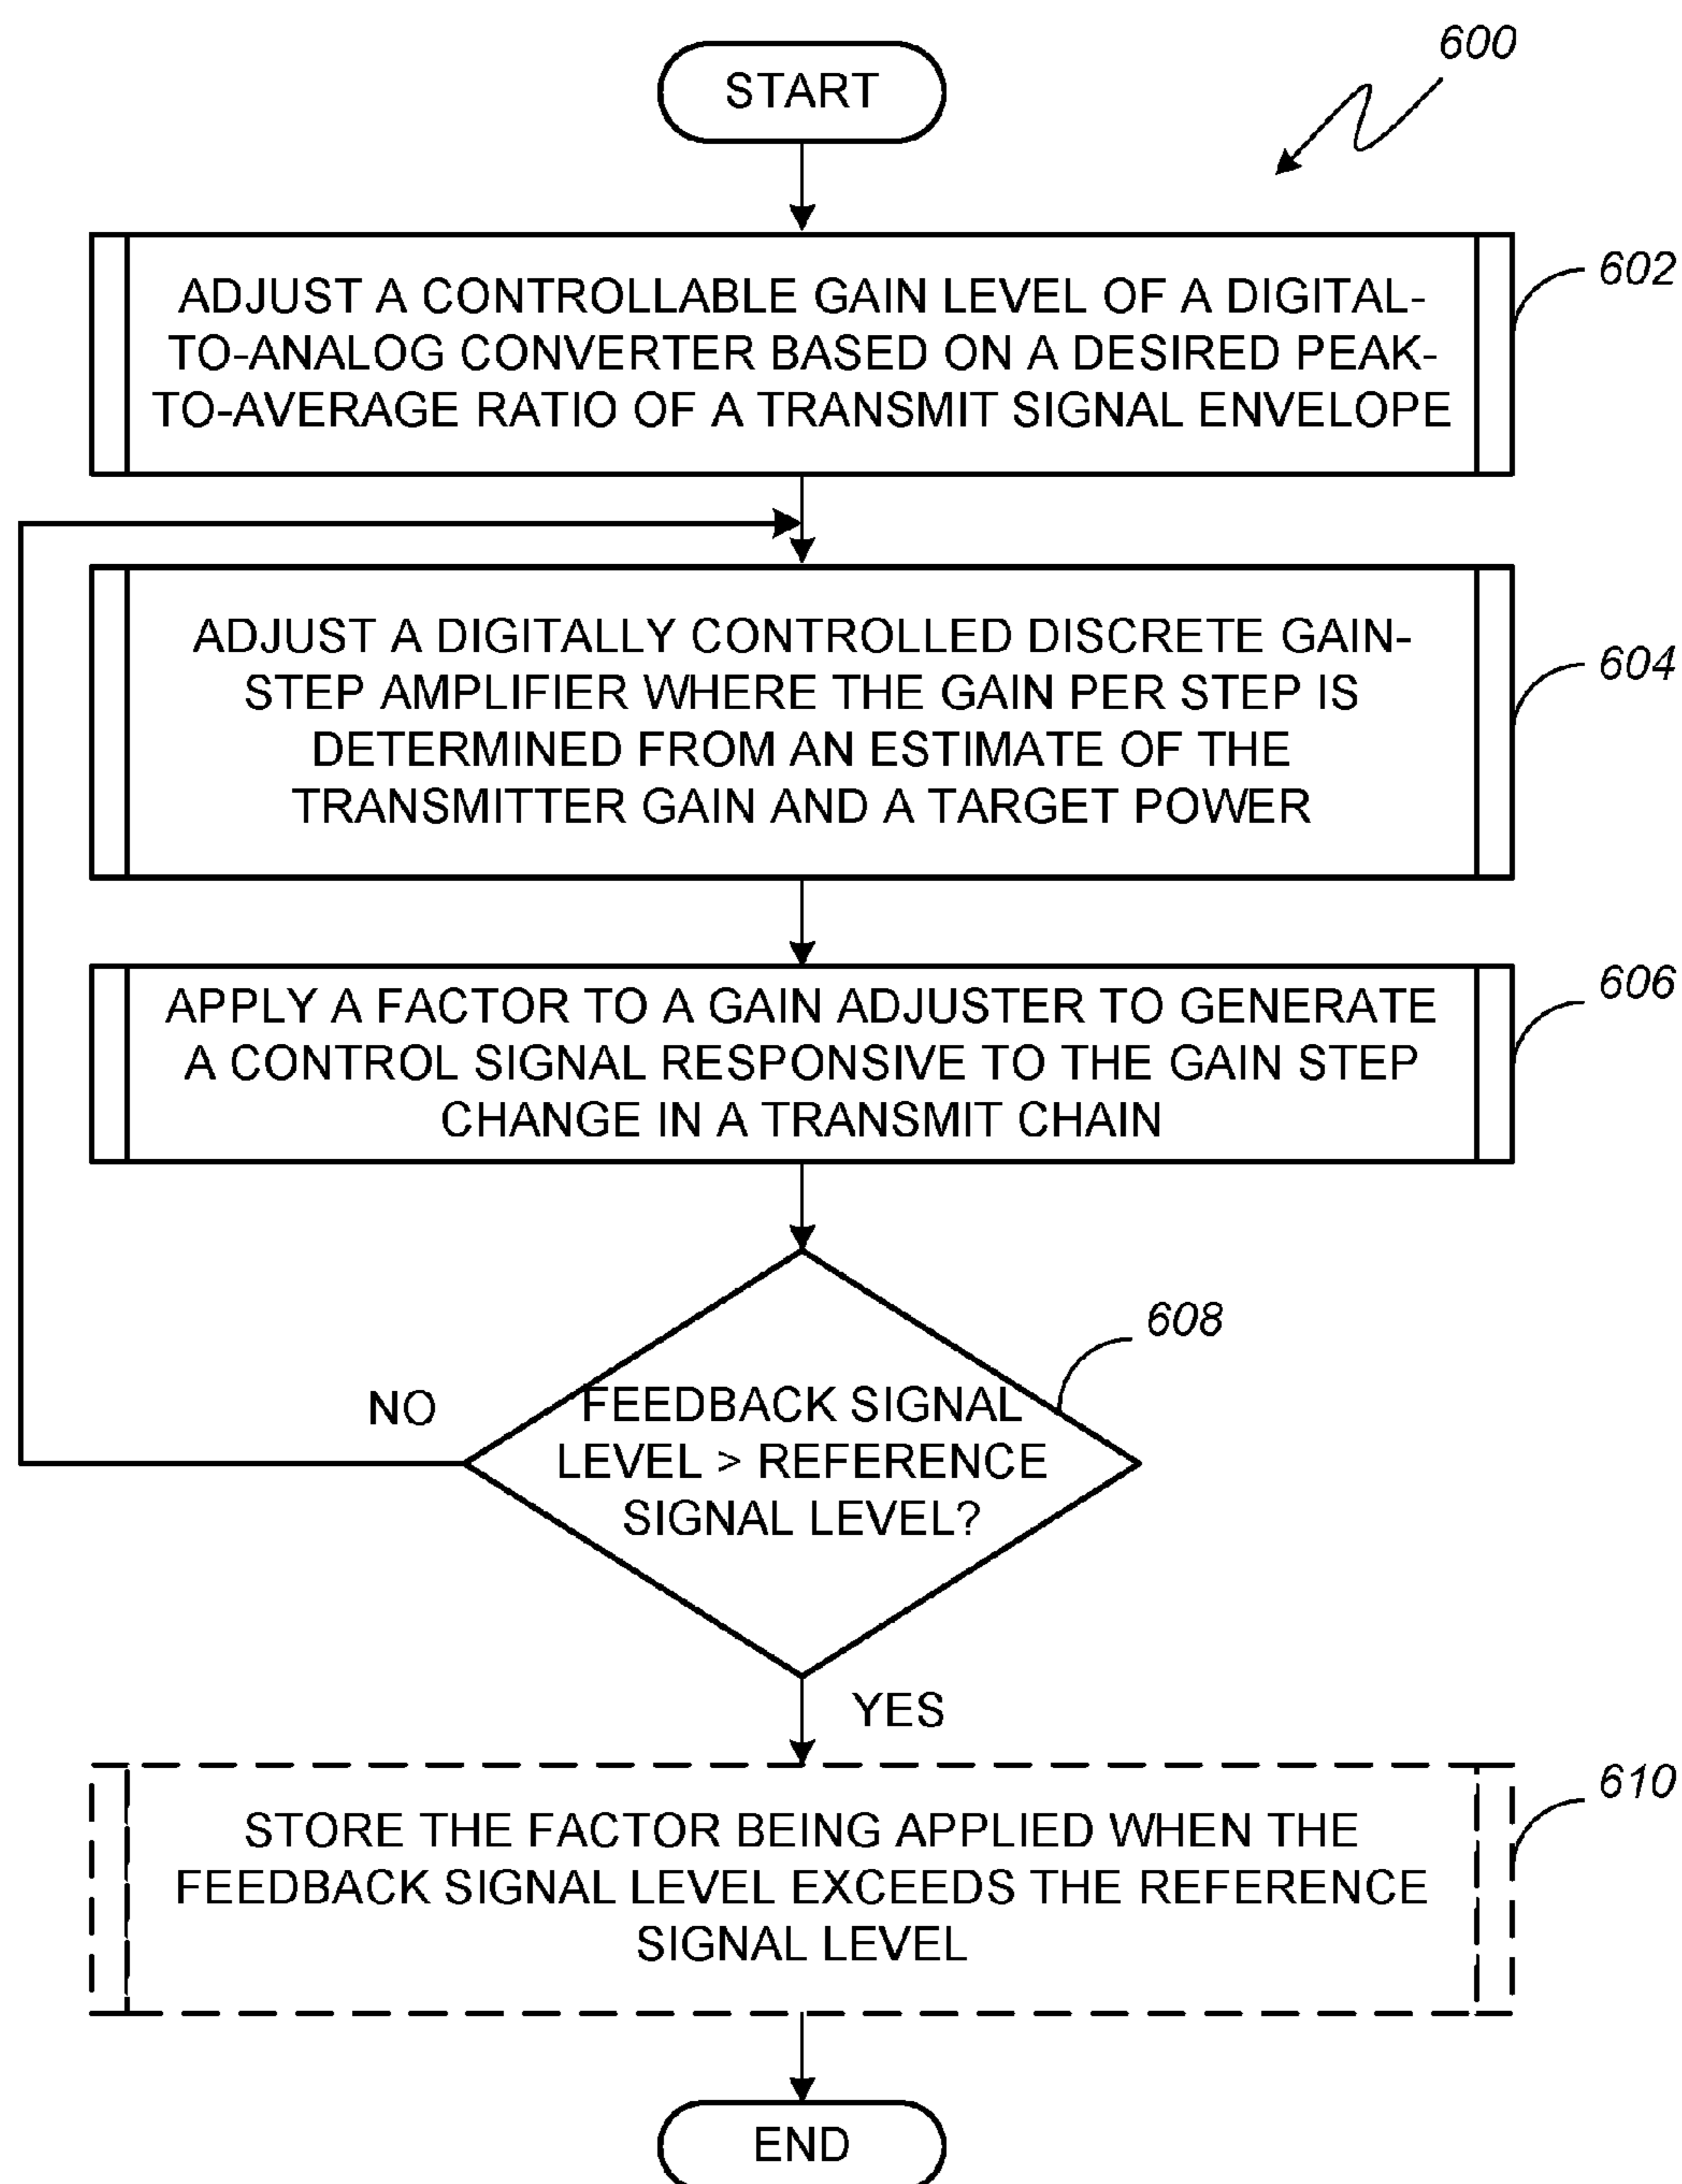 600
START
602
ADJUST A CONTROLLABLE GAIN LEVEL OF A DIGITAL-
TO-ANALOG CONVERTER BASED ON A DESIRED PEAK-
TO-AVERAGE RATIO OF A TRANSMIT SIGNAL ENVELOPE
604
ADJUST A DIGITALLY CONTROLLED DISCRETE GAIN-
STEP AMPLIFIER WHERE THE GAIN PER STEP IS
DETERMINED FROM AN ESTIMATE OF THE
TRANSMITTER GAIN AND A TARGET POWER
606
APPLY A FACTOR TO A GAIN ADJUSTER TO GENERATE
A CONTROL SIGNAL RESPONSIVE TO THE GAIN STEP
CHANGE IN A TRANSMIT CHAIN
608
NO
FEEDBACK SIGNAL
LEVEL > REFERENCE
SIGNAL LEVEL?
YES
610
STORE THE FACTOR BEING APPLIED WHEN THE
FEEDBACK SIGNAL LEVEL EXCEEDS THE REFERENCE
SIGNAL LEVEL
END